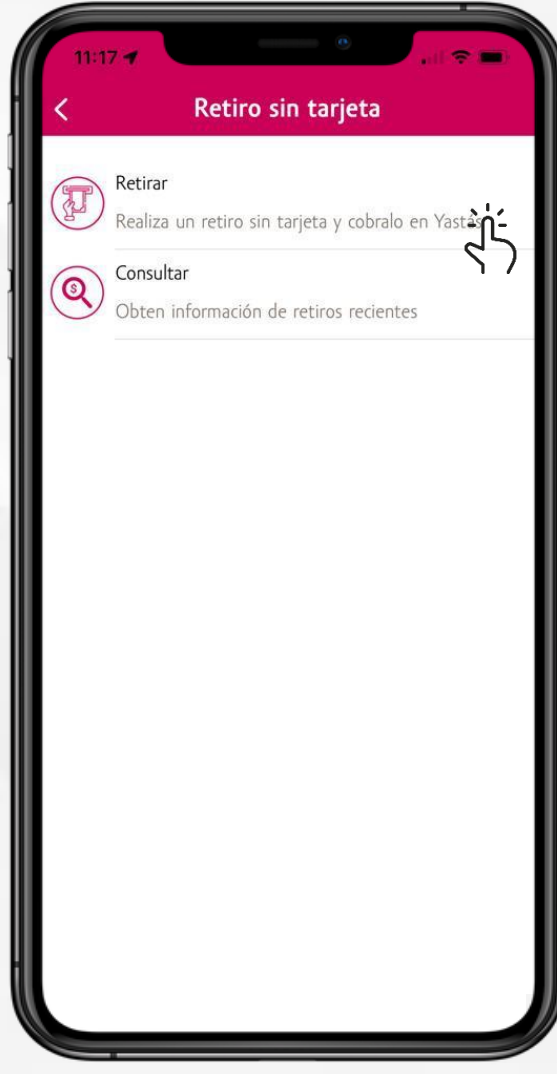 11:17
Retiro sin tarjeta
Retirar
Realiza un retiro sin tarjeta y cobralo en Yastás
Consultar
Obten información de retiros recientes